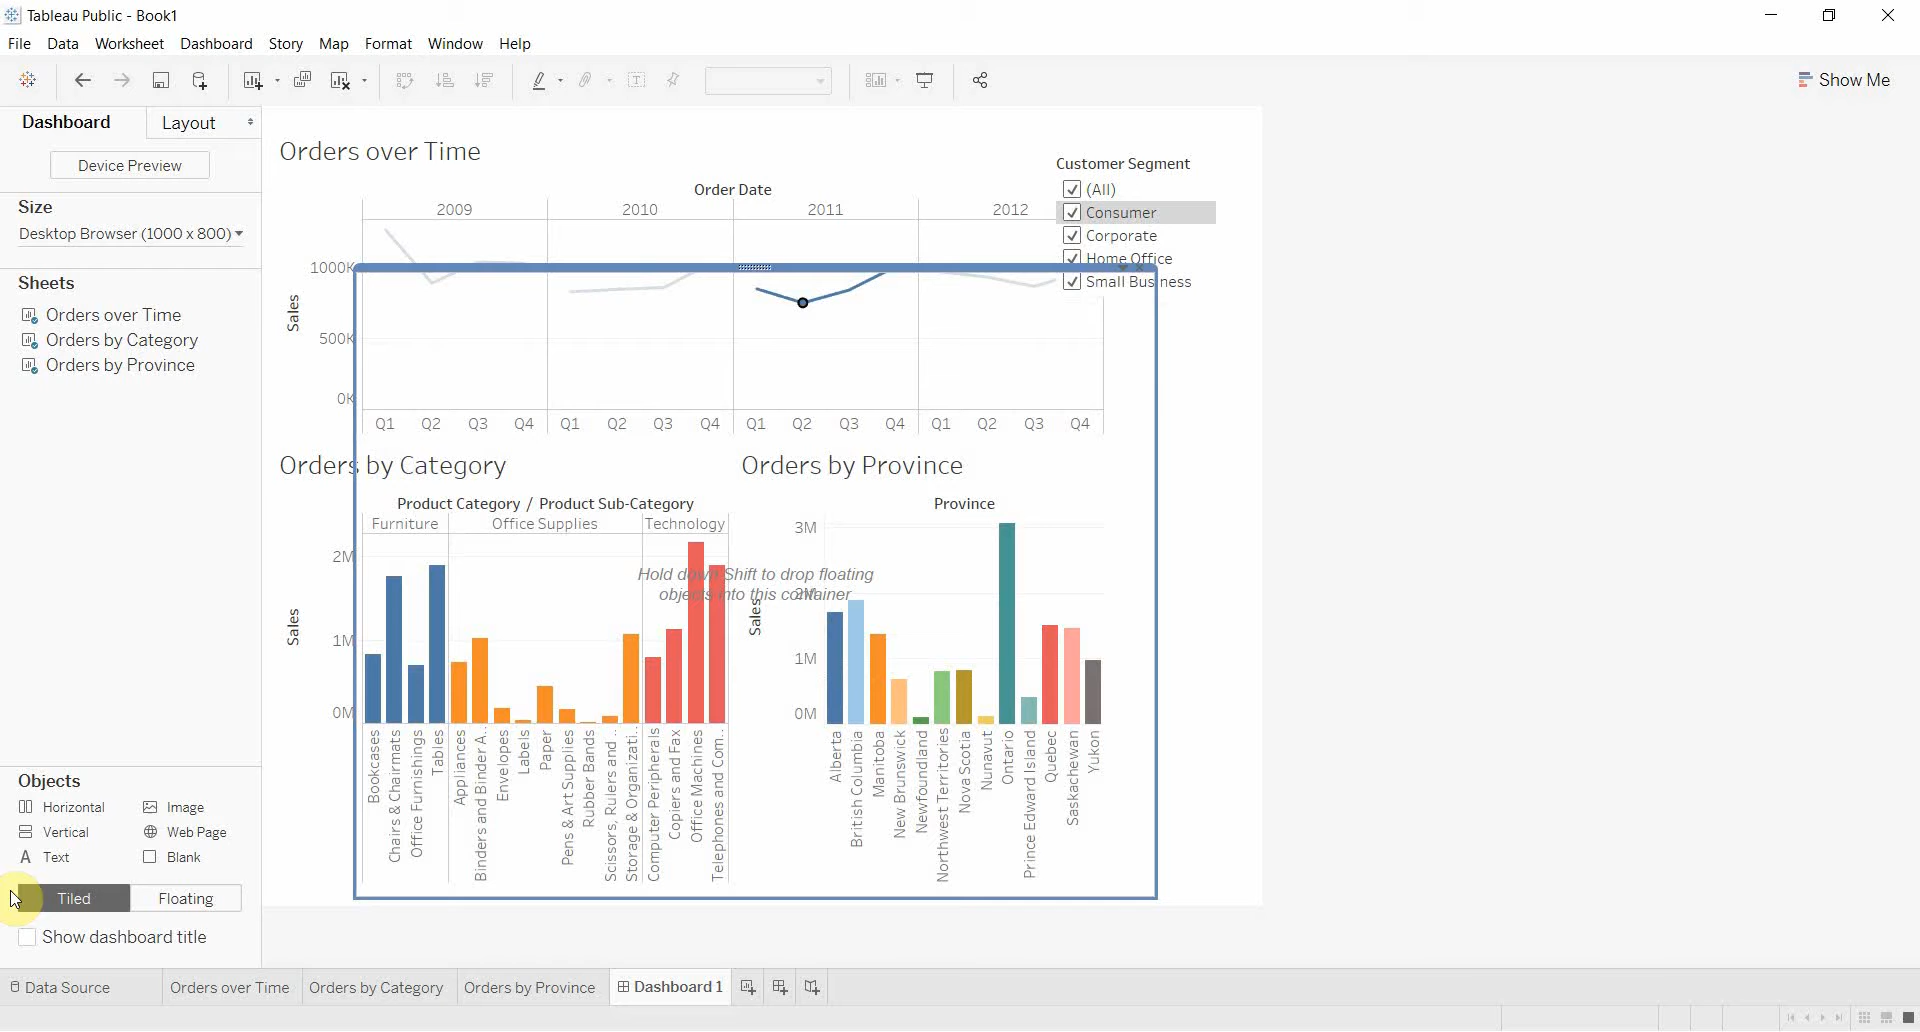 Tableau Public - Book1
File Data Worksheet Dashboard Story Map Format Window Help
Show Me
Dashboard Layout
Device Preview
Size
Desktop Browser (1000 x 800)
Sheets
Orders over Time
Orders by Category
Orders by Province
Objects
Horizontal Image
Vertical Web Page
A Text Blank
Tiled Floating
Show dashboard title
Orders over Time
Order Date
2009 2010 2011 2012
1000K
500K
0K
Sales
Q1 Q2 Q3 Q4 Q1 Q2 Q3 Q4 Q1 Q2 Q3 Q4 Q1 Q2 Q3 Q4
Customer Segment
(All)
Consumer
Corporate
Home Office
Small Business
Orders by Category
Product Category / Product Sub-Category
Furniture Office Supplies Technology
2M
1M
0M
Sales
Bookcases
Chairs & Chairmats
Office Furnishings
Tables
Appliances
Binders and Binder A..
Envelopes
Labels
Paper
Pens & Art Supplies
Rubber Bands
Scissors, Rulers and ..
Storage & Organizati..
Computer Peripherals
Copiers and Fax
Office Machines
Telephones and Com..
Hold down Shift to drop floating
objects into this container
Orders by Province
Province
3M
2M
1M
0M
Sales
Alberta
British Columbia
Manitoba
New Brunswick
Newfoundland
Northwest Territories
Nova Scotia
Nunavut
Ontario
Prince Edward Island
Quebec
Saskachewan
Yukon
Data Source Orders over Time Orders by Category Orders by Province Dashboard 1